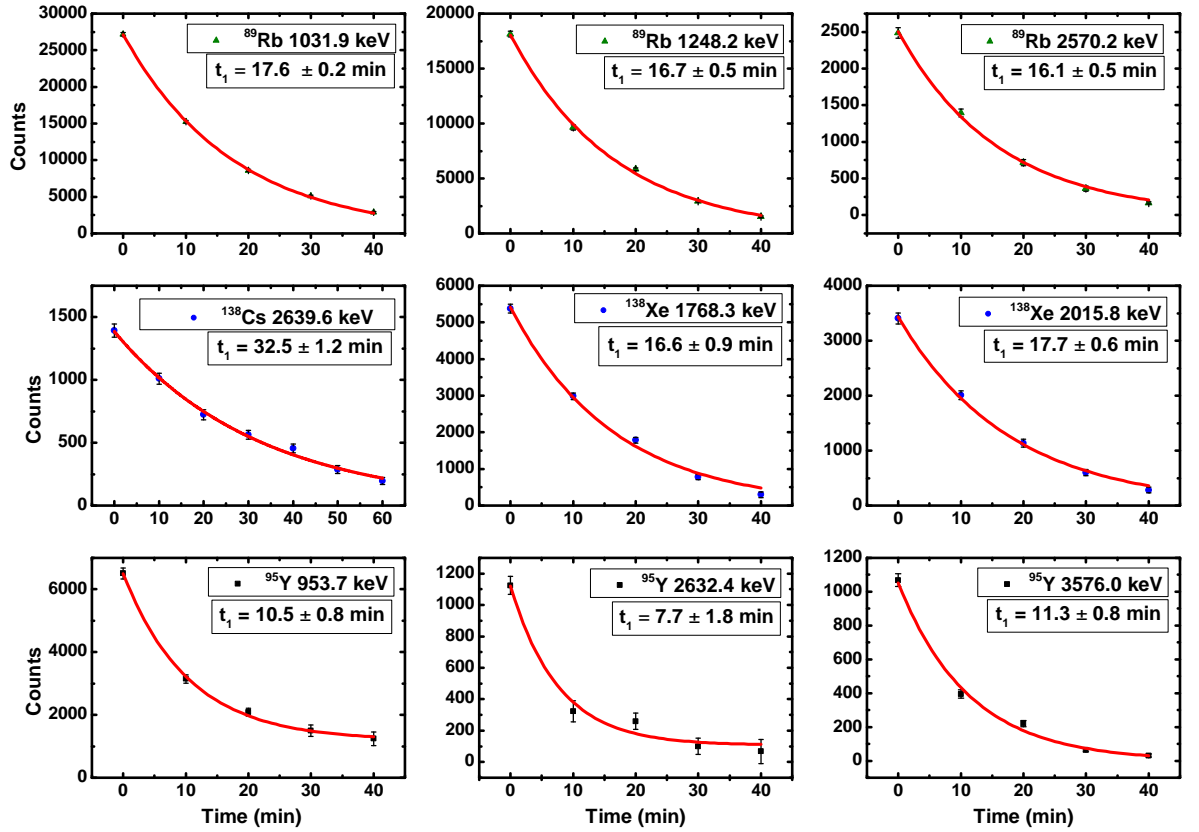 ⁸⁹Rb 1031.9 keV
t₁ = 17.6 ± 0.2 min
30000
25000
20000
15000
10000
5000
0
Counts
0 10 20 30 40
⁸⁹Rb 1248.2 keV
t₁ = 16.7 ± 0.5 min
20000
15000
10000
5000
0
0 10 20 30 40
⁸⁹Rb 2570.2 keV
t₁ = 16.1 ± 0.5 min
2500
2000
1500
1000
500
0
0 10 20 30 40
¹³⁸Cs 2639.6 keV
t₁ = 32.5 ± 1.2 min
1500
1000
500
0
Counts
0 10 20 30 40 50 60
¹³⁸Xe 1768.3 keV
t₁ = 16.6 ± 0.9 min
6000
5000
4000
3000
2000
1000
0
0 10 20 30 40
¹³⁸Xe 2015.8 keV
t₁ = 17.7 ± 0.6 min
4000
3000
2000
1000
0
0 10 20 30 40
⁹⁵Y 953.7 keV
t₁ = 10.5 ± 0.8 min
6000
4000
2000
0
Counts
0 10 20 30 40
Time (min)
⁹⁵Y 2632.4 keV
t₁ = 7.7 ± 1.8 min
1200
1000
800
600
400
200
0
0 10 20 30 40
Time (min)
⁹⁵Y 3576.0 keV
t₁ = 11.3 ± 0.8 min
1200
1000
800
600
400
200
0
0 10 20 30 40
Time (min)